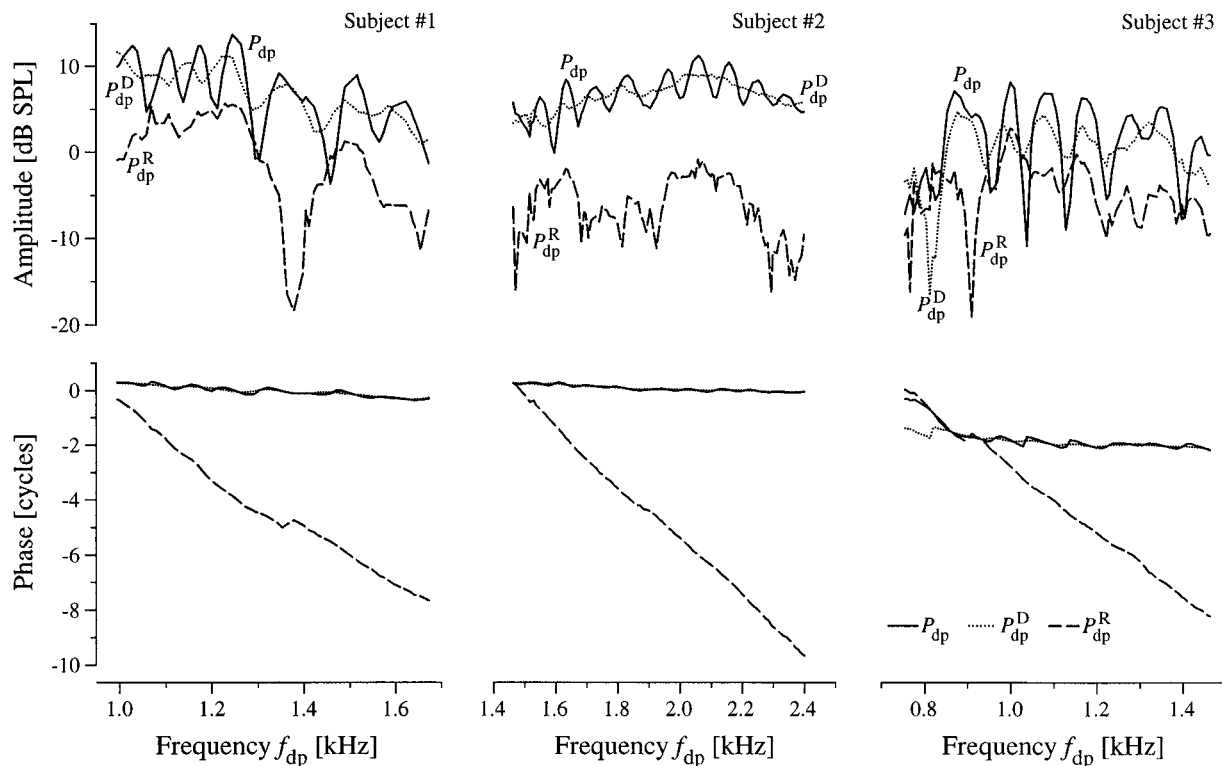 Subject #1
Subject #2
Subject #3
Amplitude [dB SPL]
10
0
-10
-20
P_dp
P_dp^D
P_dp^R
P_dp
P_dp^D
P_dp^R
P_dp
P_dp^R
P_dp^D
Phase [cycles]
0
-2
-4
-6
-8
-10
P_dp P_dp^D P_dp^R
1.0 1.2 1.4 1.6
1.4 1.6 1.8 2.0 2.2 2.4
0.8 1.0 1.2 1.4
Frequency f_dp [kHz]
Frequency f_dp [kHz]
Frequency f_dp [kHz]